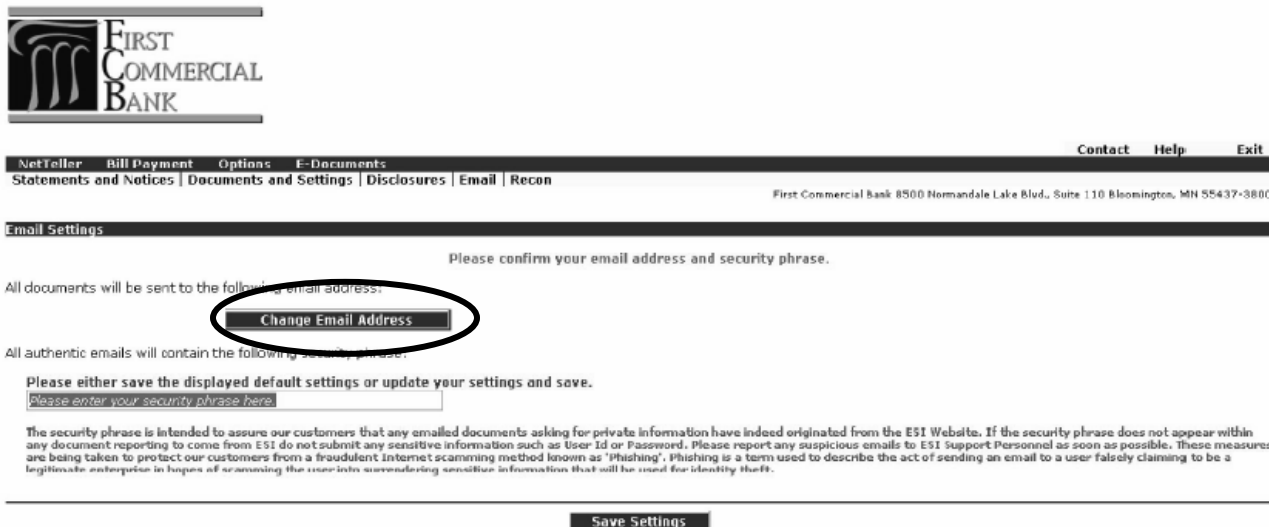 FIRST
COMMERCIAL
BANK
Contact Help Exit
NetTeller Bill Payment Options E-Documents
Statements and Notices | Documents and Settings | Disclosures | Email | Recon
First Commercial Bank 8500 Normandale Lake Blvd., Suite 110 Bloomington, MN 55437-3800
Email Settings
Please confirm your email address and security phrase.
All documents will be sent to the following email address:
Change Email Address
All authentic emails will contain the following security phrase:
Please either save the displayed default settings or update your settings and save.
Please enter your security phrase here.
The security phrase is intended to assure our customers that any emailed documents asking for private information have indeed originated from the ESI Website. If the security phrase does not appear within
any document reporting to come from ESI do not submit any sensitive information such as User Id or Password. Please report any suspicious emails to ESI Support Personnel as soon as possible. These measures
are being taken to protect our customers from a fraudulent Internet scamming method known as 'Phishing'. Phishing is a term used to describe the act of sending an email to a user falsely claiming to be a
legitimate enterprise in hopes of scamming the user into surrendering sensitive information that will be used for identity theft.
Save Settings